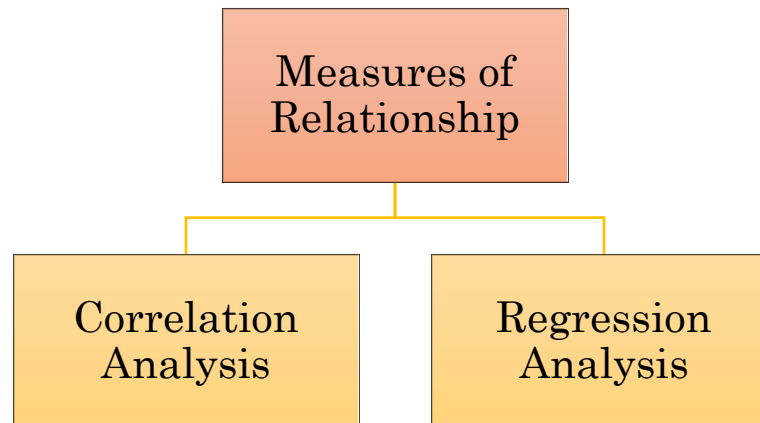 Measures of
Relationship
Correlation
Analysis
Regression
Analysis